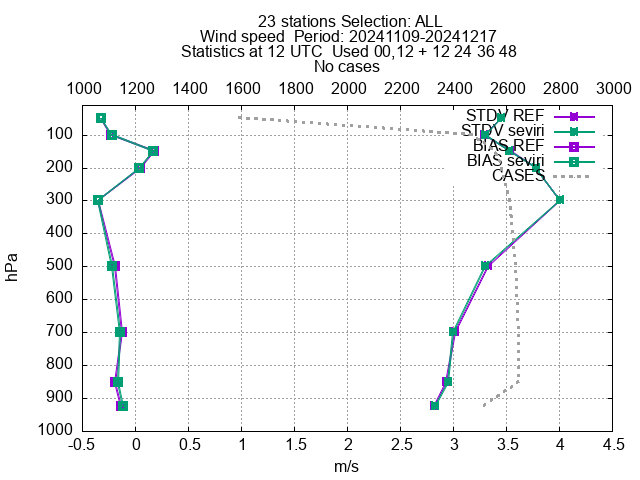 23 stations Selection: ALL
Wind speed  Period: 20241109-20241217
Statistics at 12 UTC  Used 00,12 + 12 24 36 48
No cases
1000 1200 1400 1600 1800 2000 2200 2400 2600 2800 3000
STDV REF
STDV seviri
BIAS REF
BIAS seviri
CASES
100
200
300
400
500
600
700
800
900
1000
hPa
-0.5 0 0.5 1 1.5 2 2.5 3 3.5 4 4.5
m/s